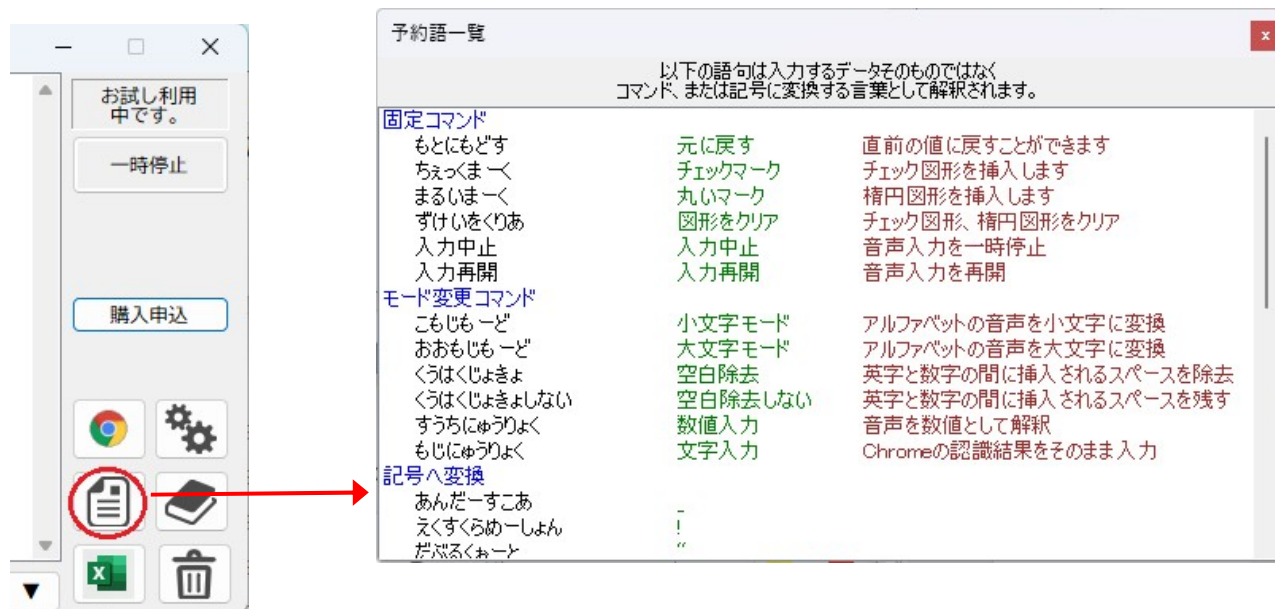 お試し利用
中です。
一時停止
購入申込
予約語一覧
以下の語句は入力するデータそのものではなく
コマンド、または記号に変換する言葉として解釈されます。
固定コマンド
もとにもどす 元に戻す 直前の値に戻すことができます
ちぇっくまーく チェックマーク チェック図形を挿入します
まるいまーく 丸いマーク 楕円図形を挿入します
ずけいをくりあ 図形をクリア チェック図形、楕円図形をクリア
入力中止 入力中止 音声入力を一時停止
入力再開 入力再開 音声入力を再開
モード変更コマンド
こもじもーど 小文字モード アルファベットの音声を小文字に変換
おおもじもーど 大文字モード アルファベットの音声を大文字に変換
くうはくじょきょ 空白除去 英字と数字の間に挿入されるスペースを除去
くうはくじょきょしない 空白除去しない 英字と数字の間に挿入されるスペースを残す
すうちにゅうりょく 数値入力 音声を数値として解釈
もじにゅうりょく 文字入力 Chromeの認識結果をそのまま入力
記号へ変換
あんだーすこあ _
えくすくらめーしょん !
だぶるくぉーと “